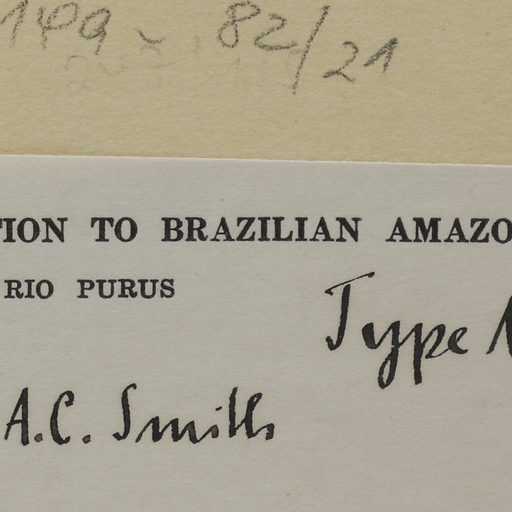 82/21
TION TO BRAZILIAN AMAZO
RIO PURUS
Type
A.C. Smith